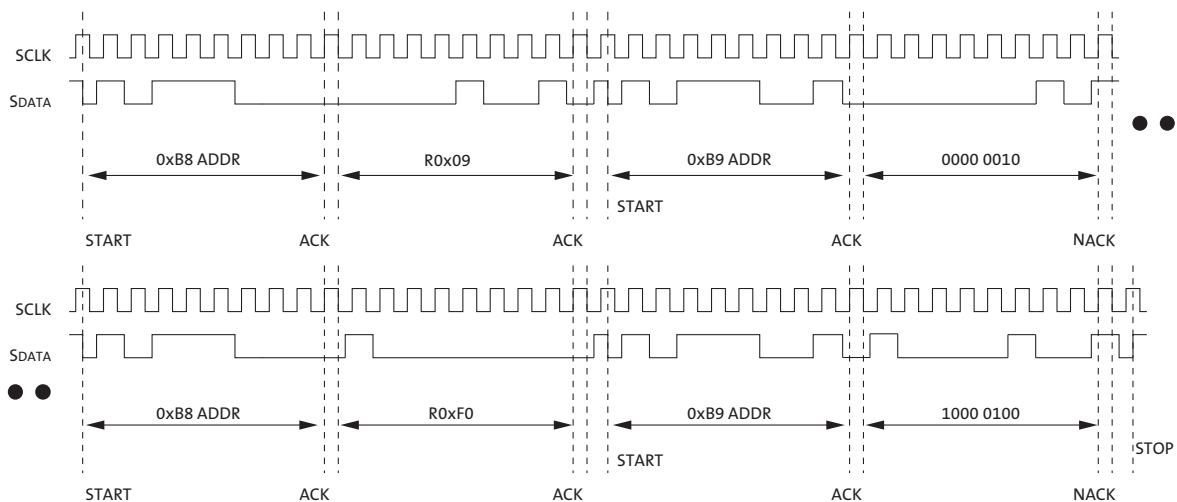 SCLK
SDATA
0xB8 ADDR R0x09 0xB9 ADDR 0000 0010
START
START ACK ACK ACK NACK
SCLK
SDATA
0xB8 ADDR R0xF0 0xB9 ADDR 1000 0100
STOP
START
START ACK ACK ACK NACK